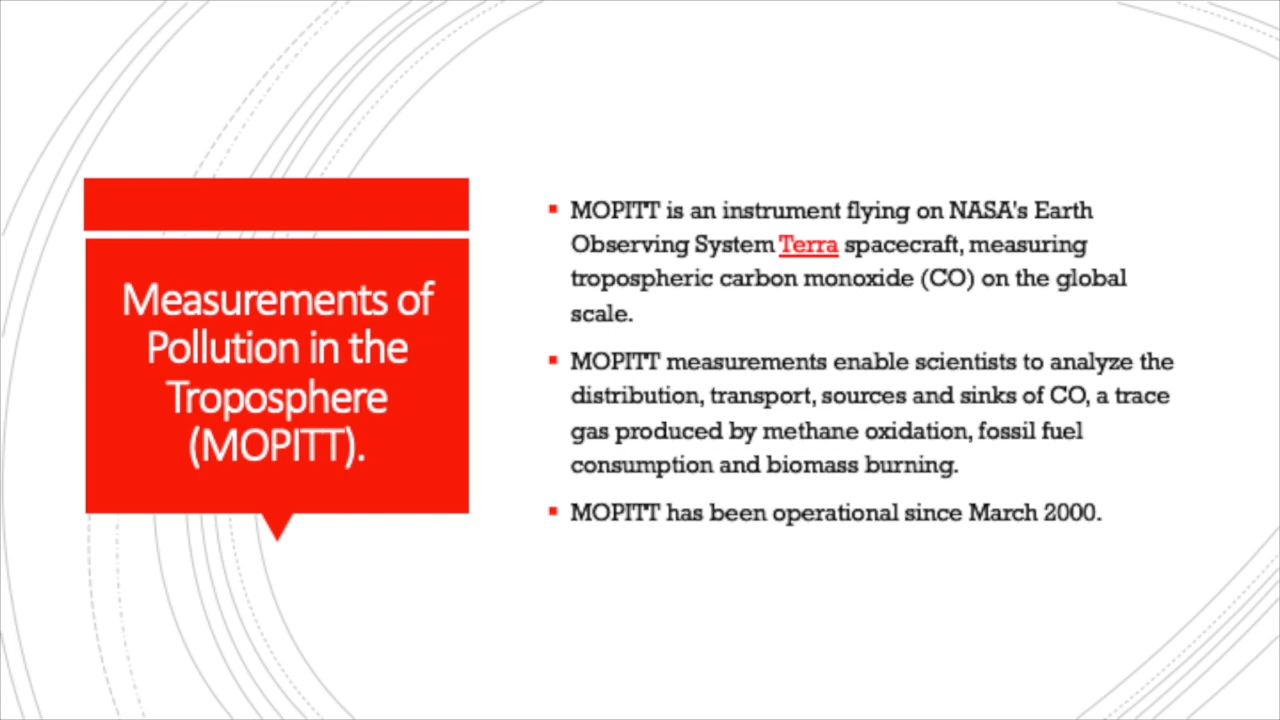 Measurements of
Pollution in the
Troposphere
(MOPITT).
MOPITT is an instrument flying on NASA's Earth
Observing System Terra spacecraft, measuring
tropospheric carbon monoxide (CO) on the global
scale.
MOPITT measurements enable scientists to analyze the
distribution, transport, sources and sinks of CO, a trace
gas produced by methane oxidation, fossil fuel
consumption and biomass burning.
MOPITT has been operational since March 2000.